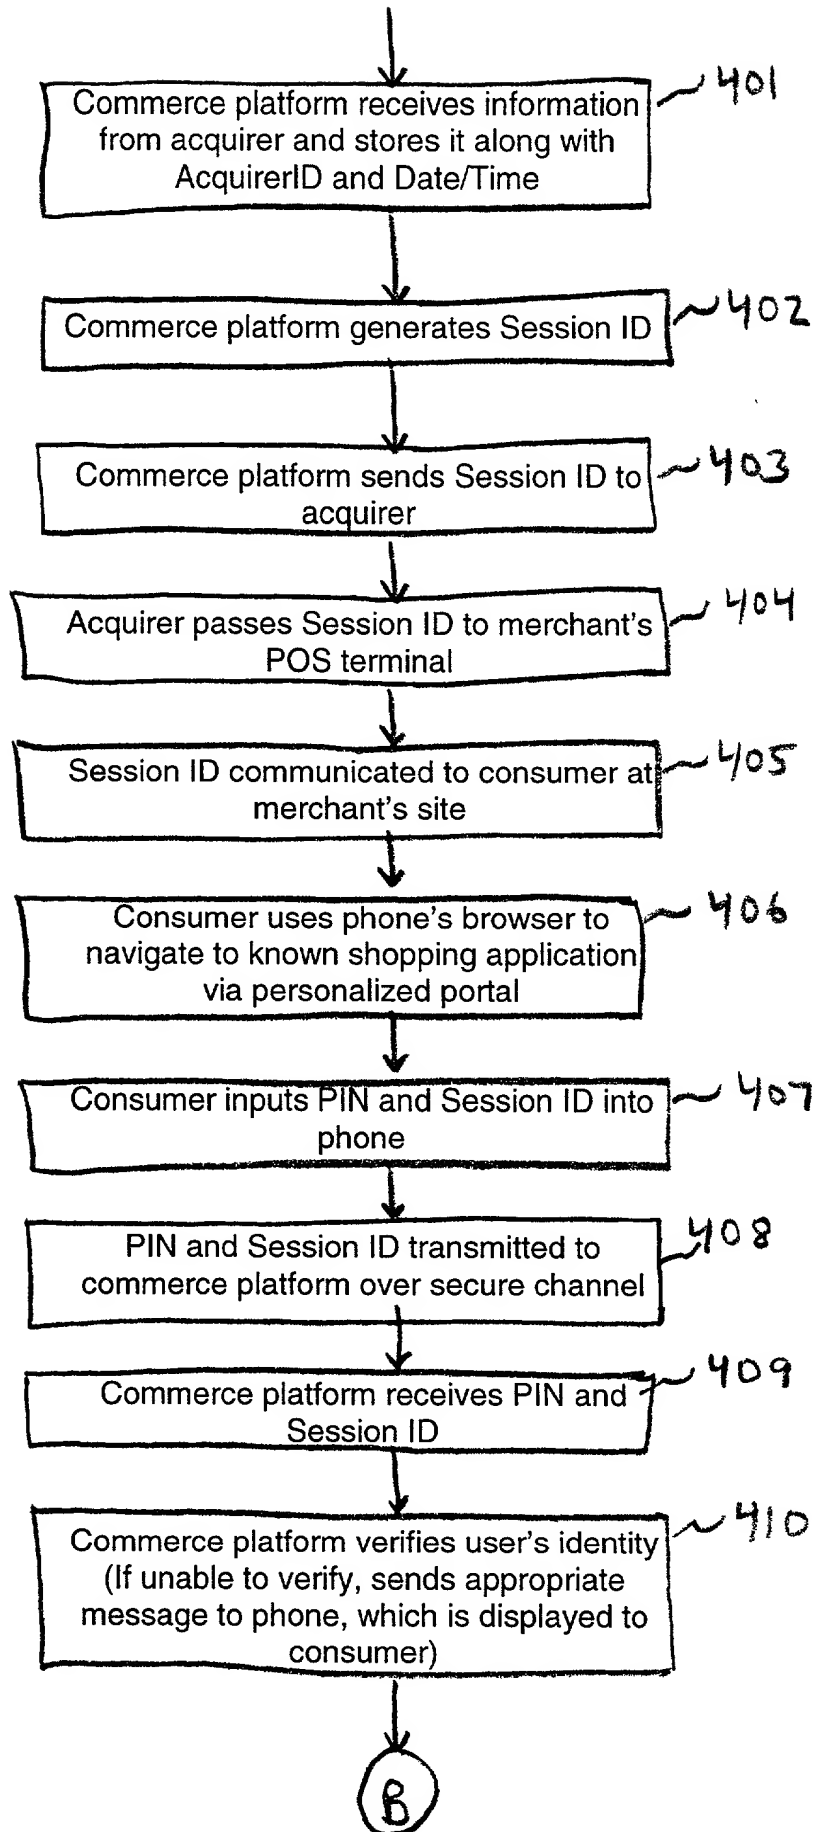 401
Commerce platform receives information
from acquirer and stores it along with
AcquirerID and Date/Time
402
Commerce platform generates Session ID
403
Commerce platform sends Session ID to
acquirer
404
Acquirer passes Session ID to merchant's
POS terminal
405
Session ID communicated to consumer at
merchant's site
406
Consumer uses phone's browser to
navigate to known shopping application
via personalized portal
407
Consumer inputs PIN and Session ID into
phone
408
PIN and Session ID transmitted to
commerce platform over secure channel
409
Commerce platform receives PIN and
Session ID
410
Commerce platform verifies user's identity
(If unable to verify, sends appropriate
message to phone, which is displayed to
consumer)
B